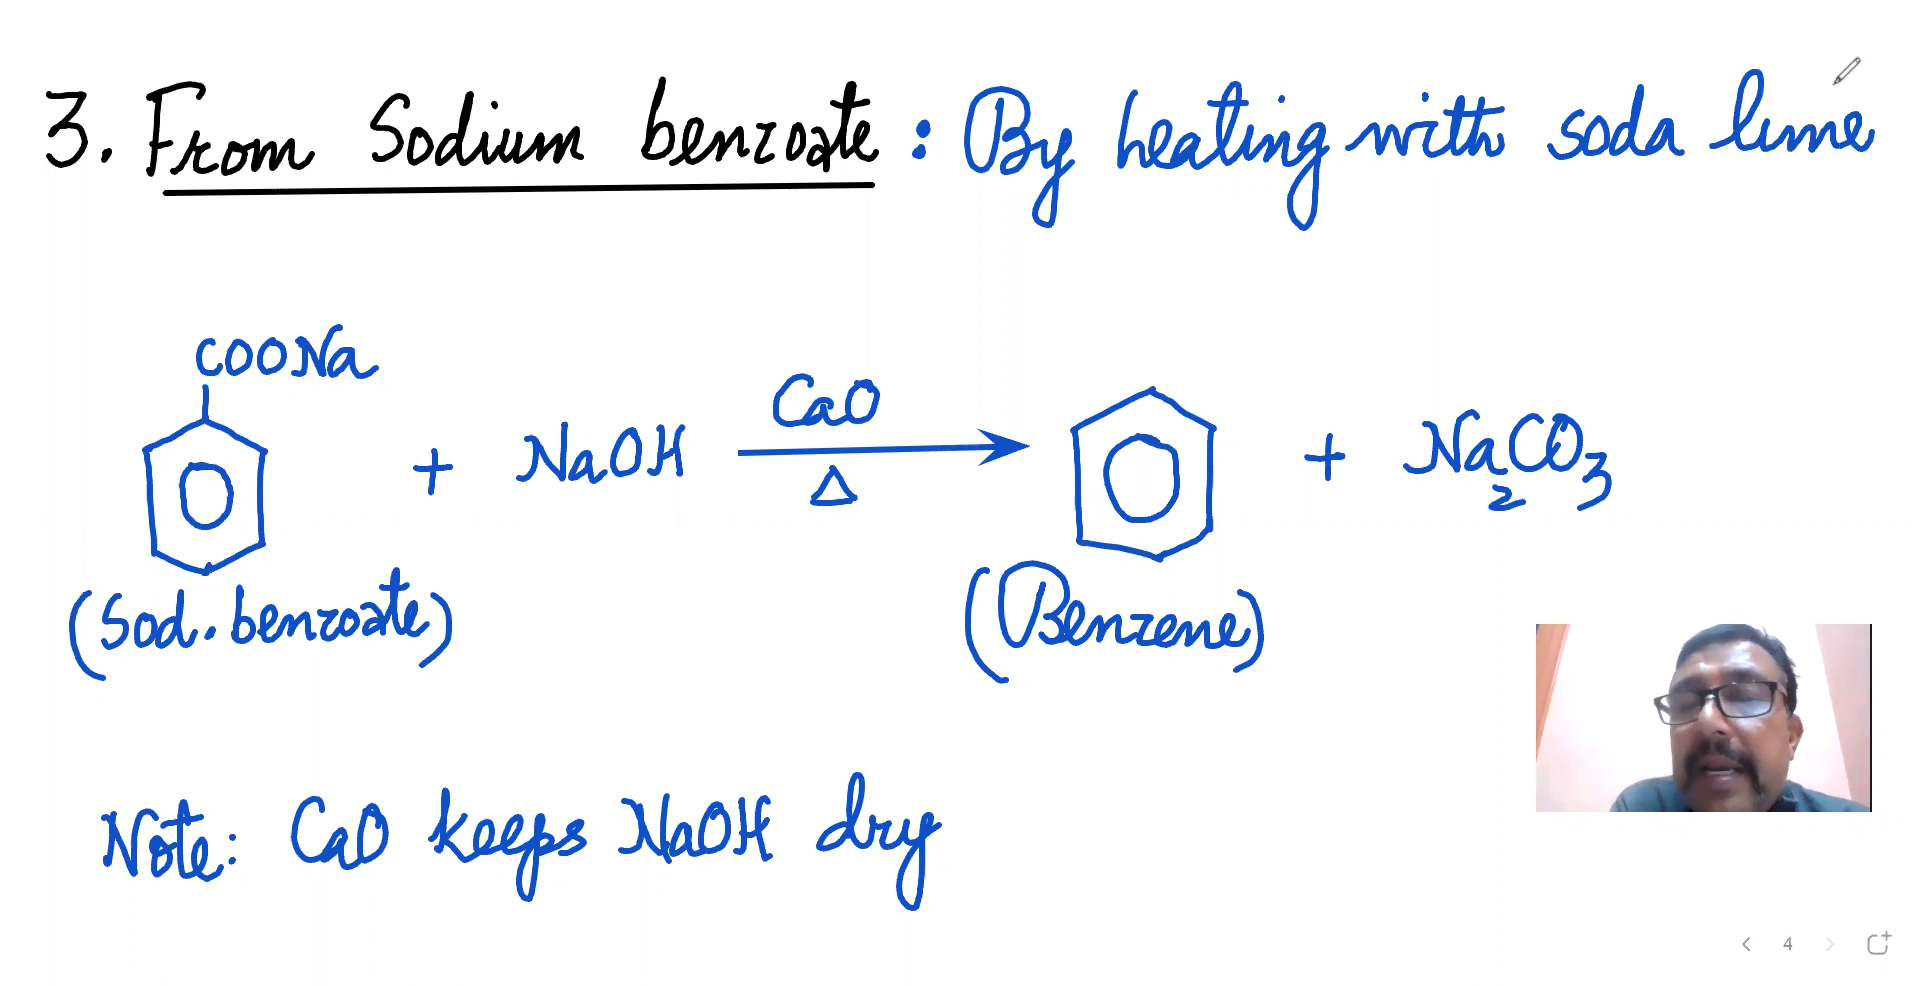 3. From Sodium benzoate : By heating with soda lime
COONa
+ NaOH CaO Δ + Na2CO3
(Sod. benzoate) (Benzene)
Note: CaO keeps NaOH dry
< 4 >